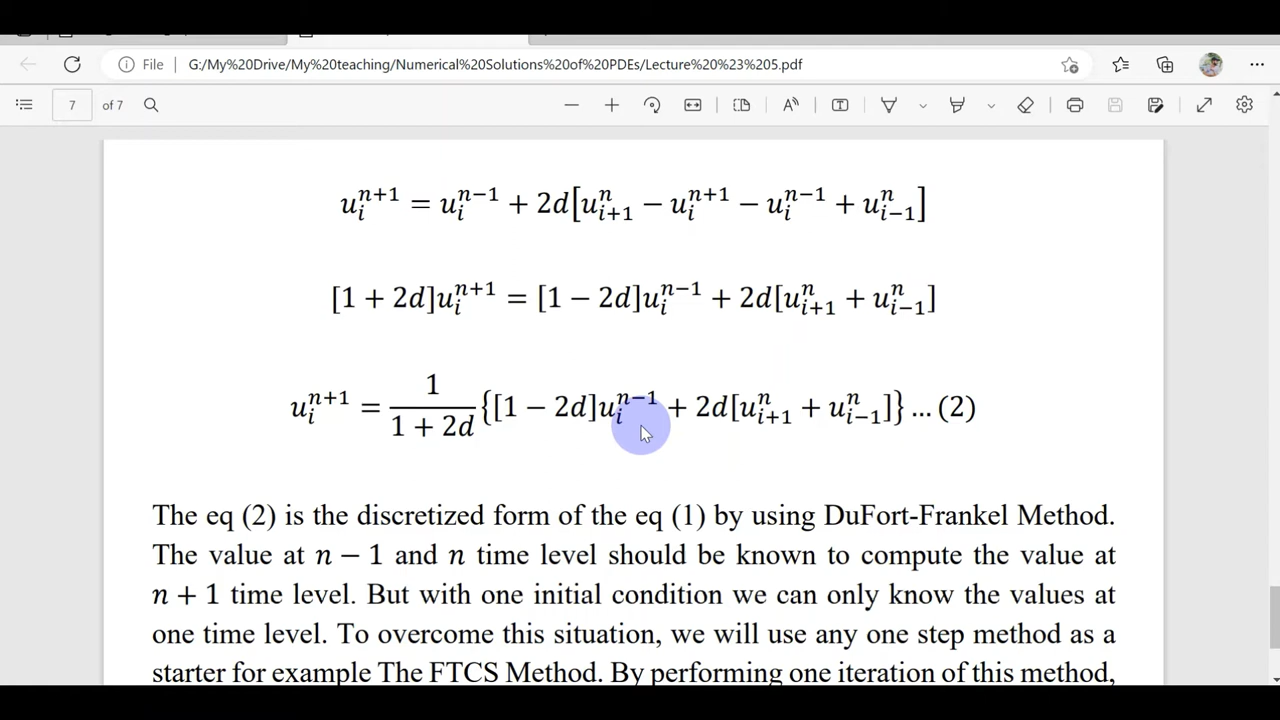 File G:/My%20Drive/My%20teaching/Numerical%20Solutions%20of%20PDEs/Lecture%20%23%205.pdf
7 of 7
u_i^{n+1} = u_i^{n-1} + 2d[u_{i+1}^n − u_i^{n+1} − u_i^{n-1} + u_{i-1}^n]
[1 + 2d]u_i^{n+1} = [1 − 2d]u_i^{n-1} + 2d[u_{i+1}^n + u_{i-1}^n]
u_i^{n+1} = \frac{1}{1 + 2d}{[1 − 2d]u_i^{n-1} + 2d[u_{i+1}^n + u_{i-1}^n]} … (2)
The eq (2) is the discretized form of the eq (1) by using DuFort-Frankel Method.
The value at n − 1 and n time level should be known to compute the value at
n + 1 time level. But with one initial condition we can only know the values at
one time level. To overcome this situation, we will use any one step method as a
starter for example The FTCS Method. By performing one iteration of this method,